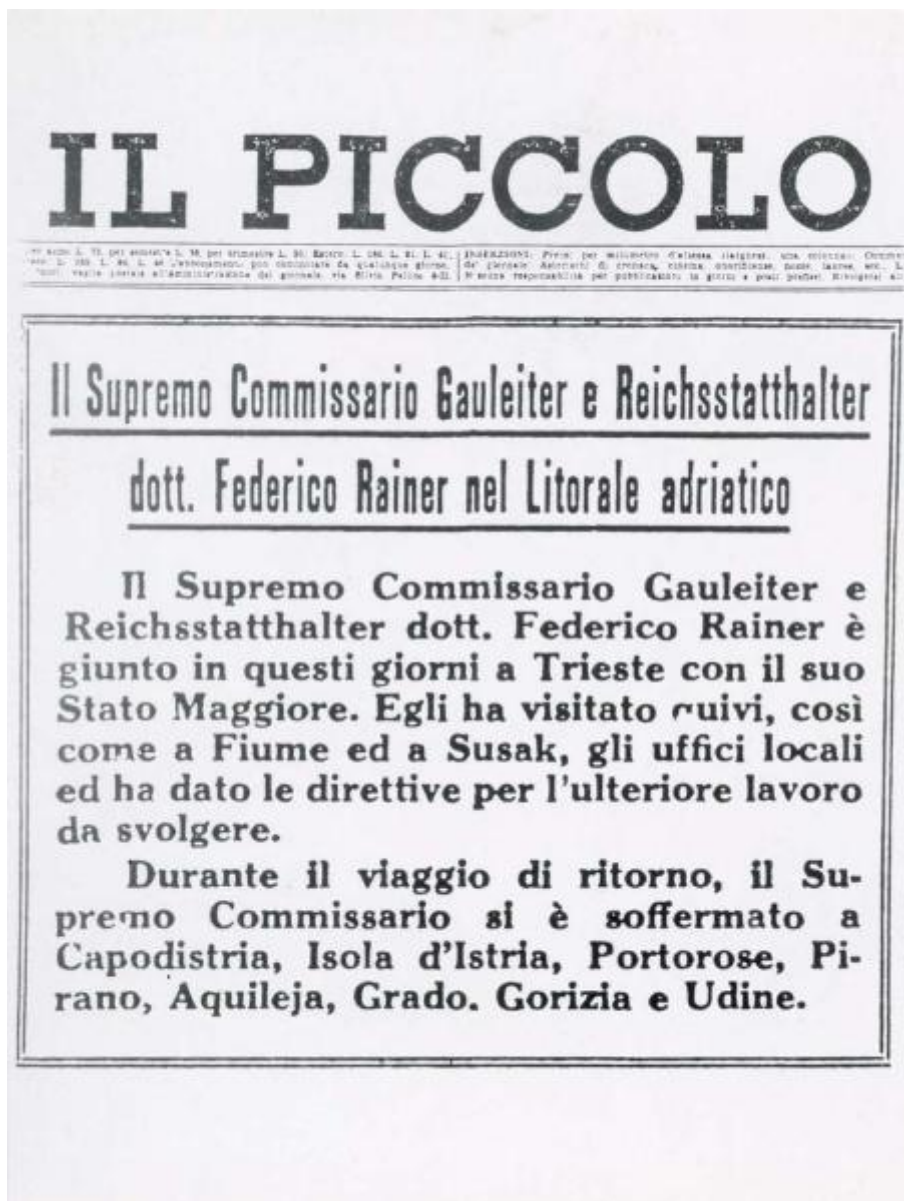 IL PICCOLO
Il Supremo Commissario Gauleiter e Reichsstatthalter
dott. Federico Rainer nel Litorale adriatico
Il Supremo Commissario Gauleiter e
Reichsstatthalter dott. Federico Rainer è
giunto in questi giorni a Trieste con il suo
Stato Maggiore. Egli ha visitato quivi, così
come a Fiume ed a Susak, gli uffici locali
ed ha dato le direttive per l'ulteriore lavoro
da svolgere.
Durante il viaggio di ritorno, il Su-
premo Commissario si è soffermato a
Capodistria, Isola d'Istria, Portorose, Pi-
rano, Aquileja, Grado. Gorizia e Udine.